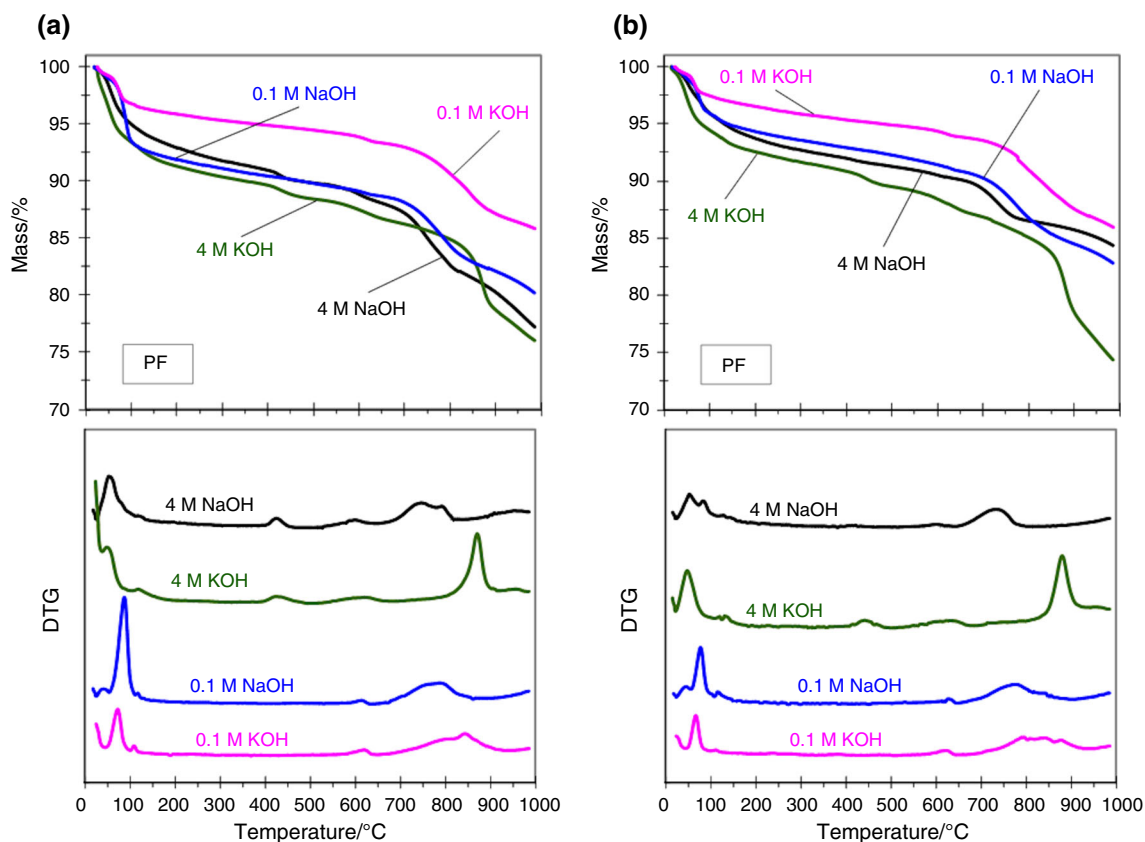 (a)
100
95
90
85
80
75
70
Mass/%
0.1 M NaOH
0.1 M KOH
4 M KOH
4 M NaOH
PF
DTG
4 M NaOH
4 M KOH
0.1 M NaOH
0.1 M KOH
0 100 200 300 400 500 600 700 800 900 1000
Temperature/°C
(b)
100
95
90
85
80
75
70
Mass/%
0.1 M KOH
0.1 M NaOH
4 M KOH
4 M NaOH
PF
DTG
4 M NaOH
4 M KOH
0.1 M NaOH
0.1 M KOH
0 100 200 300 400 500 600 700 800 900 1000
Temperature/°C